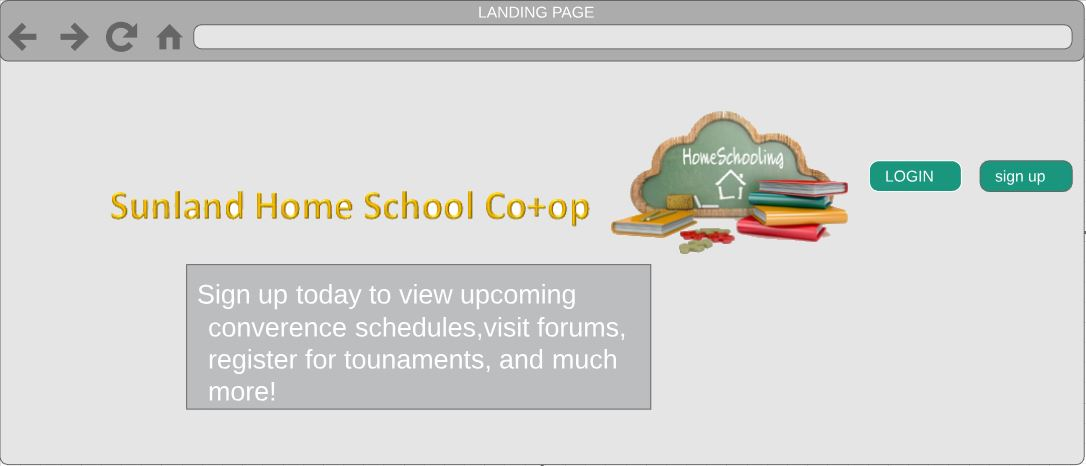 LANDING PAGE
HomeSchooling
LOGIN
sign up
Sunland Home School Co+op
Sign up today to view upcoming
converence schedules,visit forums,
register for tounaments, and much
more!